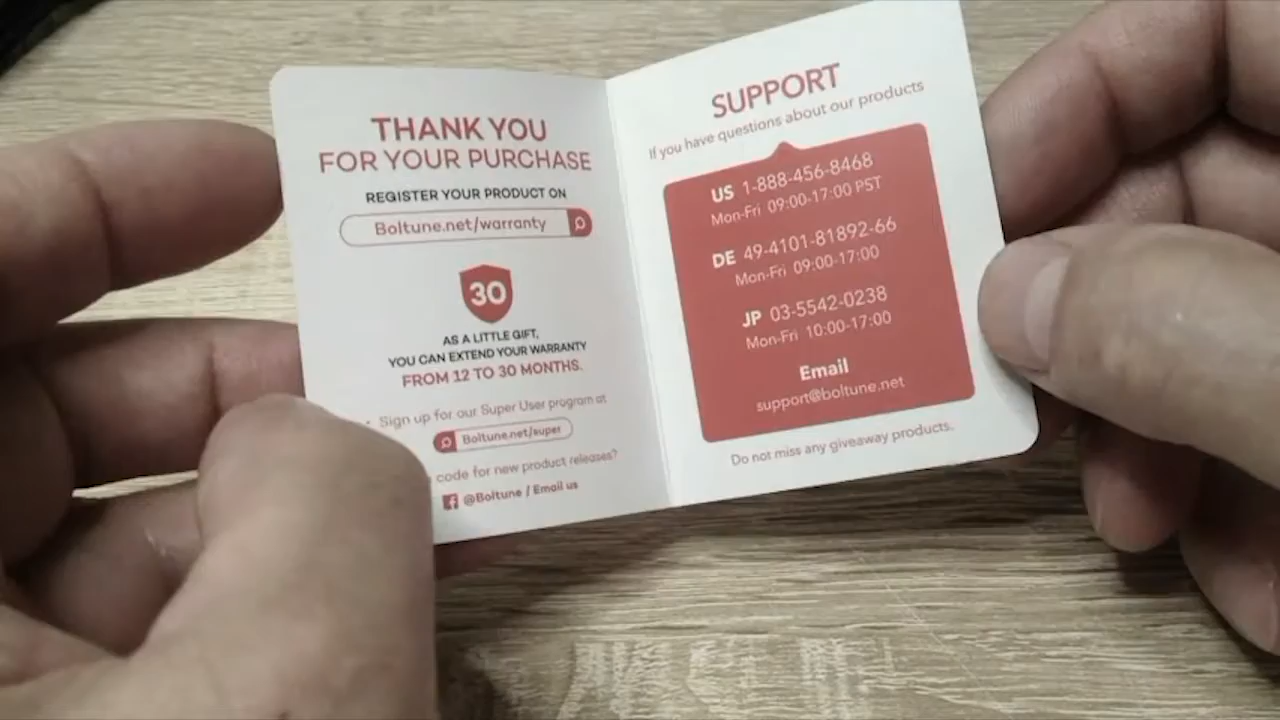 THANK YOU
FOR YOUR PURCHASE
REGISTER YOUR PRODUCT ON
Boltune.net/warranty
30
AS A LITTLE GIFT,
YOU CAN EXTEND YOUR WARRANTY
FROM 12 TO 30 MONTHS.
Sign up for our Super User program at
Boltune.net/super
code for new product releases?
@Boltune / Email us
SUPPORT
If you have questions about our products
US 1-888-456-8468
Mon-Fri 09:00-17:00 PST
DE 49-4101-81892-66
Mon-Fri 09:00-17:00
JP 03-5542-0238
Mon-Fri 10:00-17:00
Email
support@boltune.net
Do not miss any giveaway products.